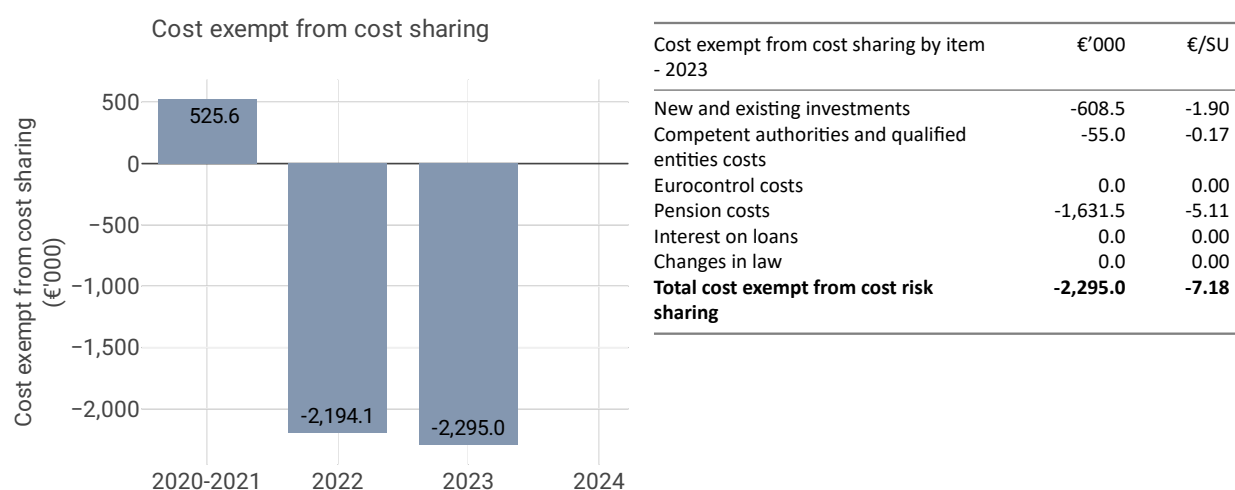 Cost exempt from cost sharing
Cost exempt from cost sharing
(€'000)
500
0
−500
−1,000
−1,500
−2,000
525.6
-2,194.1
-2,295.0
2020-2021 2022 2023 2024
Cost exempt from cost sharing by item €’000 €/SU
- 2023
New and existing investments -608.5 -1.90
Competent authorities and qualified -55.0 -0.17
entities costs
Eurocontrol costs 0.0 0.00
Pension costs -1,631.5 -5.11
Interest on loans 0.0 0.00
Changes in law 0.0 0.00
Total cost exempt from cost risk -2,295.0 -7.18
sharing